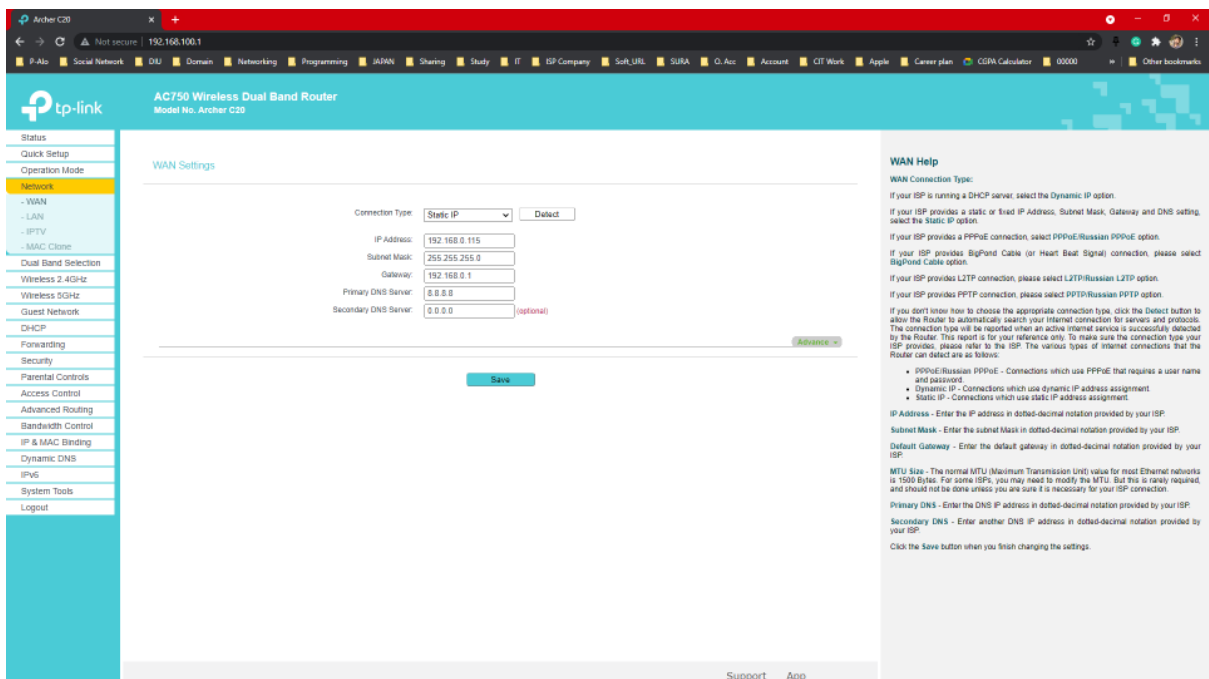 Archer C20
Not secure | 192.168.100.1
P-Alo Social Network DIU Domain Networking Programming JAPAN Sharing Study IT ISP Company Soft_URL SURA O. Acc Account CIT Work Apple Career plan CGPA Calculator 00000 » Other bookmarks
tp-link
AC750 Wireless Dual Band Router
Model No. Archer C20
Status
Quick Setup
Operation Mode
Network
- WAN
- LAN
- IPTV
- MAC Clone
Dual Band Selection
Wireless 2.4GHz
Wireless 5GHz
Guest Network
DHCP
Forwarding
Security
Parental Controls
Access Control
Advanced Routing
Bandwidth Control
IP & MAC Binding
Dynamic DNS
IPv6
System Tools
Logout
WAN Settings
Connection Type: Static IP Detect
IP Address: 192.168.0.115
Subnet Mask: 255.255.255.0
Gateway: 192.168.0.1
Primary DNS Server: 8.8.8.8
Secondary DNS Server: 0.0.0.0 (optional)
Advance
Save
WAN Help
WAN Connection Type:
If your ISP is running a DHCP server, select the Dynamic IP option.
If your ISP provides a static or fixed IP Address, Subnet Mask, Gateway and DNS setting,
select the Static IP option.
If your ISP provides a PPPoE connection, select PPPoE/Russian PPPoE option.
If your ISP provides BigPond Cable (or Heart Beat Signal) connection, please select
BigPond Cable option.
If your ISP provides L2TP connection, please select L2TP/Russian L2TP option.
If your ISP provides PPTP connection, please select PPTP/Russian PPTP option.
If you don't know how to choose the appropriate connection type, click the Detect button to
allow the Router to automatically search your Internet connection for servers and protocols.
The connection type will be reported when an active Internet service is successfully detected
by the Router. This report is for your reference only. To make sure the connection type your
ISP provides, please refer to the ISP. The various types of Internet connections that the
Router can detect are as follows:
• PPPoE/Russian PPPoE - Connections which use PPPoE that requires a user name
and password.
• Dynamic IP - Connections which use dynamic IP address assignment.
• Static IP - Connections which use static IP address assignment.
IP Address - Enter the IP address in dotted-decimal notation provided by your ISP.
Subnet Mask - Enter the subnet Mask in dotted-decimal notation provided by your ISP.
Default Gateway - Enter the default gateway in dotted-decimal notation provided by your
ISP.
MTU Size - The normal MTU (Maximum Transmission Unit) value for most Ethernet networks
is 1500 Bytes. For some ISPs, you may need to modify the MTU. But this is rarely required,
and should not be done unless you are sure it is necessary for your ISP connection.
Primary DNS - Enter the DNS IP address in dotted-decimal notation provided by your ISP.
Secondary DNS - Enter another DNS IP address in dotted-decimal notation provided by
your ISP.
Click the Save button when you finish changing the settings.
Support App